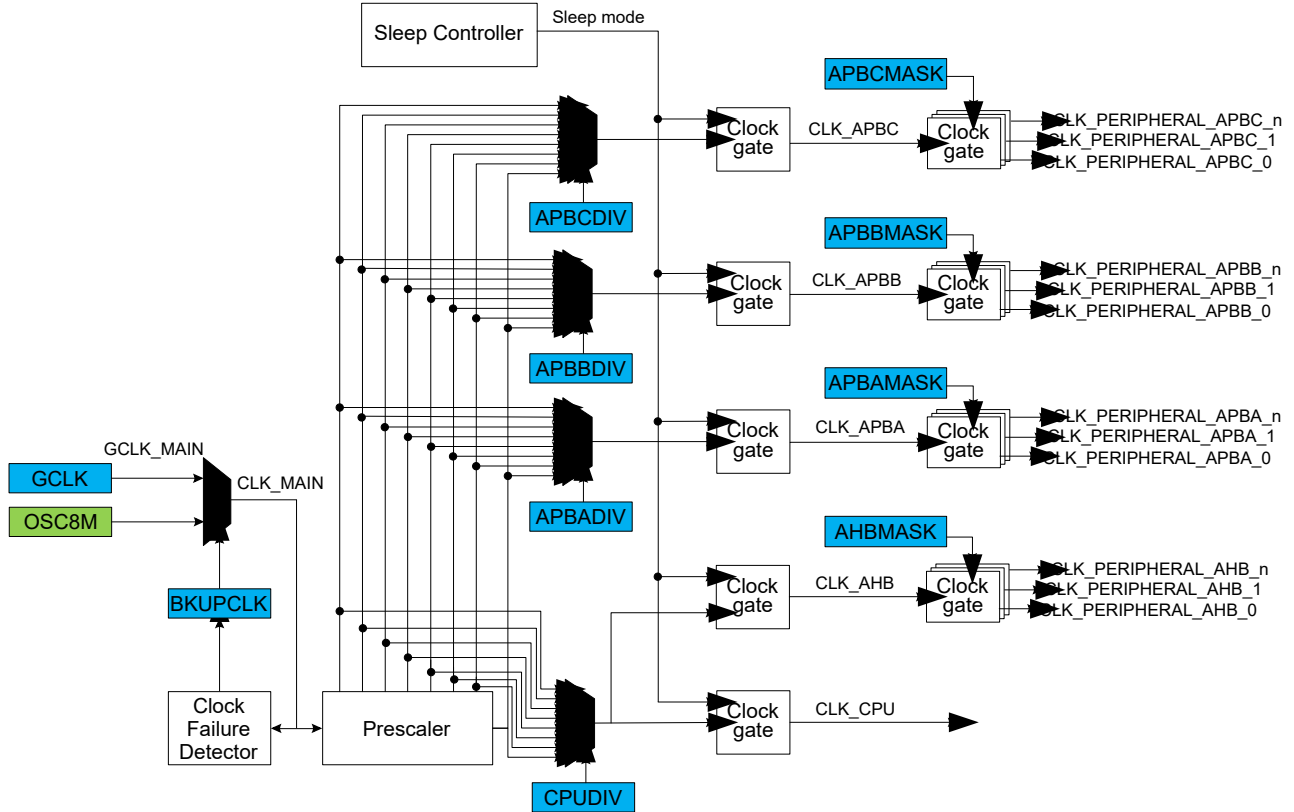 Sleep mode
Sleep Controller
APBCMASK
Clock
gate
CLK_APBC
Clock
gate
CLK_PERIPHERAL_APBC_n
CLK_PERIPHERAL_APBC_1
CLK_PERIPHERAL_APBC_0
APBCDIV
APBBMASK
Clock
gate
CLK_APBB
Clock
gate
CLK_PERIPHERAL_APBB_n
CLK_PERIPHERAL_APBB_1
CLK_PERIPHERAL_APBB_0
APBBDIV
APBAMASK
Clock
gate
CLK_APBA
Clock
gate
CLK_PERIPHERAL_APBA_n
CLK_PERIPHERAL_APBA_1
CLK_PERIPHERAL_APBA_0
GCLK_MAIN
GCLK
CLK_MAIN
OSC8M
APBADIV
AHBMASK
Clock
gate
CLK_AHB
Clock
gate
CLK_PERIPHERAL_AHB_n
CLK_PERIPHERAL_AHB_1
CLK_PERIPHERAL_AHB_0
BKUPCLK
Clock
Failure
Detector
Prescaler
Clock
gate
CLK_CPU
CPUDIV